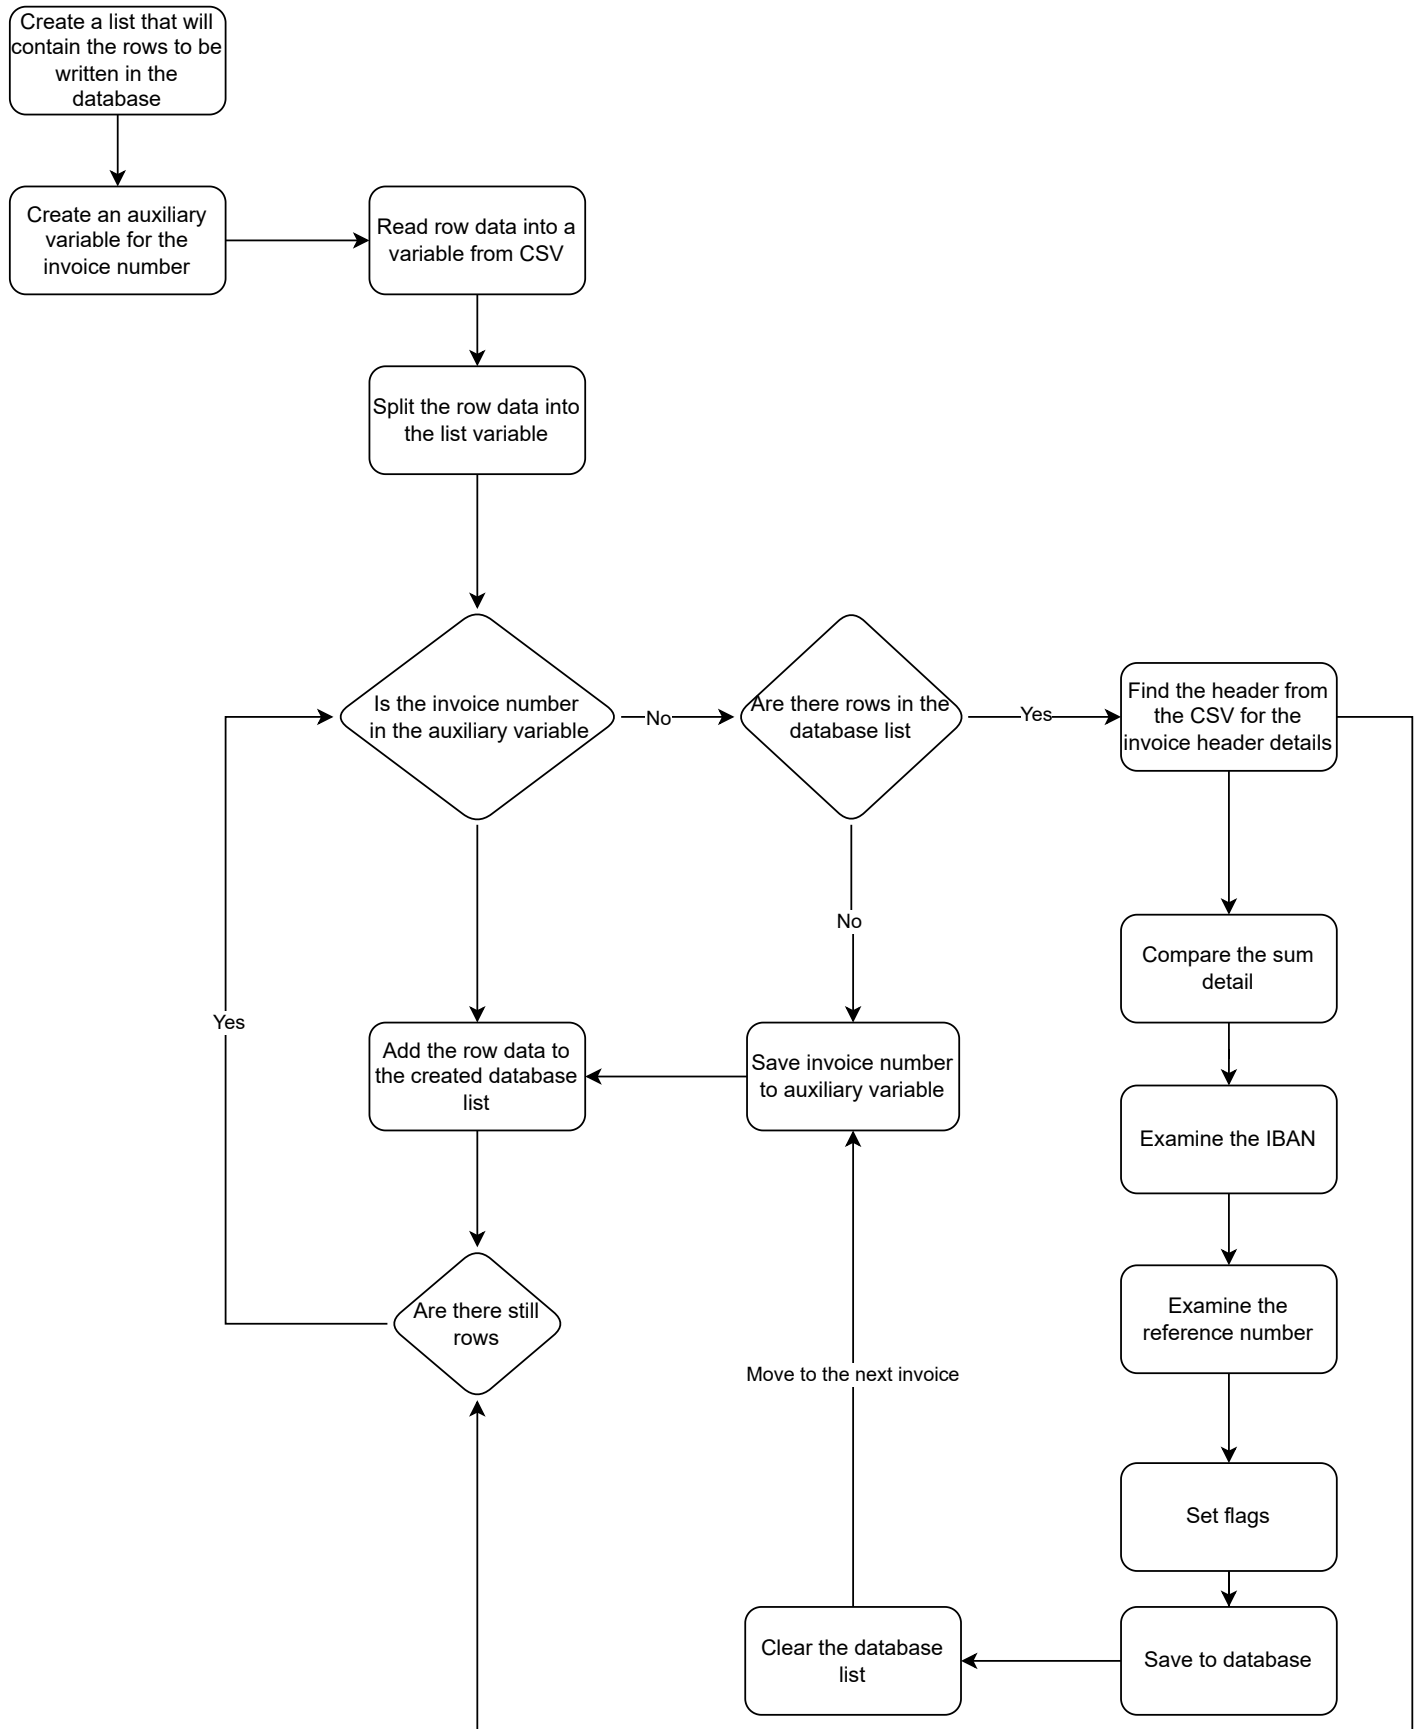 Create a list that will
contain the rows to be
written in the
database
Create an auxiliary
variable for the
invoice number
Read row data into a
variable from CSV
Split the row data into
the list variable
Is the invoice number
in the auxiliary variable
No
Are there rows in the
database list
Yes
Find the header from
the CSV for the
invoice header details
No
Compare the sum
detail
Yes
Add the row data to
the created database
list
Save invoice number
to auxiliary variable
Examine the IBAN
Are there still
rows
Examine the
reference number
Move to the next invoice
Set flags
Clear the database
list
Save to database